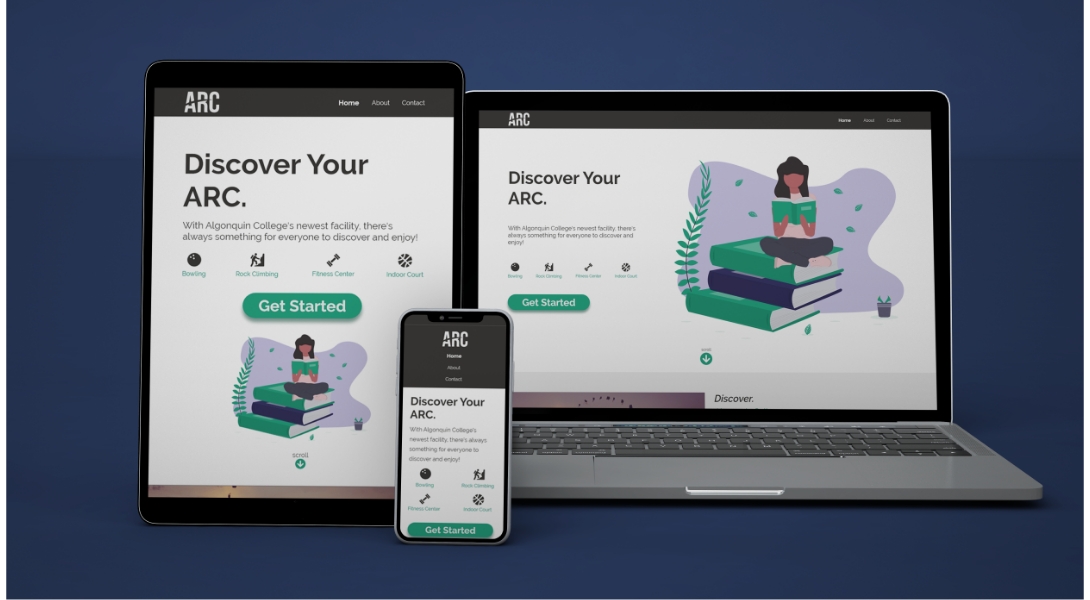 ARC
Home About Contact
Discover Your
ARC.
With Algonquin College's newest facility, there's
always something for everyone to discover and enjoy!
Bowling Rock Climbing Fitness Center Indoor Court
Get Started
scroll
ARC
Home
About
Contact
Discover Your
ARC.
With Algonquin College's
newest facility, there's always
something for everyone to
discover and enjoy!
Bowling Rock Climbing
Fitness Center Indoor Court
Get Started
ARC
Home About Contact
Discover Your
ARC.
With Algonquin College's newest facility, there's
always something for everyone to discover and
enjoy!
Bowling Rock Climbing Fitness Center Indoor Court
Get Started
scroll
Discover.